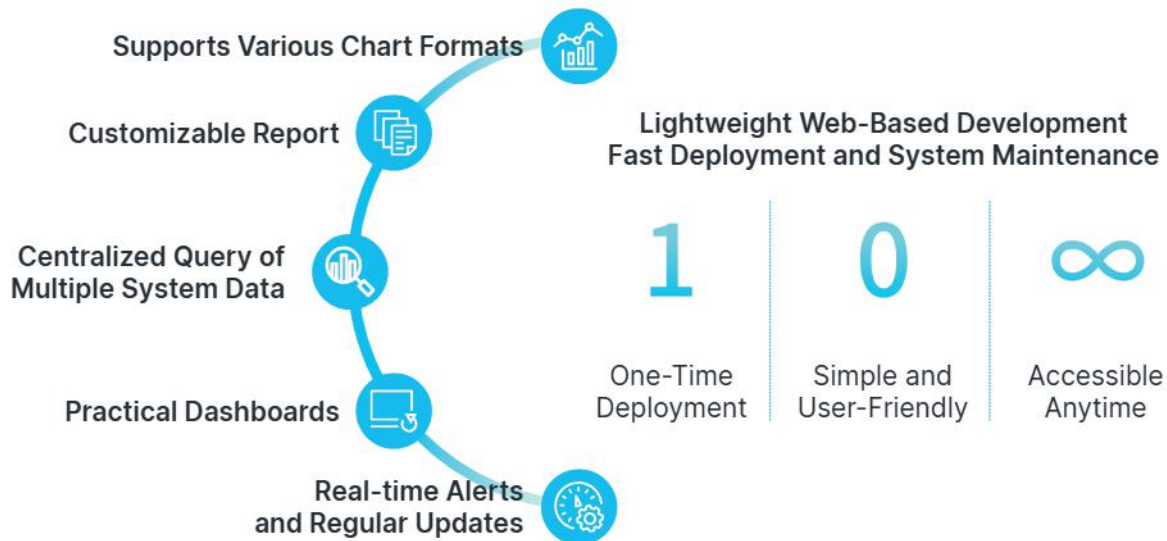 Supports Various Chart Formats
Customizable Report
Centralized Query of
Multiple System Data
Practical Dashboards
Real-time Alerts
and Regular Updates
Lightweight Web-Based Development
Fast Deployment and System Maintenance
1
One-Time
Deployment
0
Simple and
User-Friendly
∞
Accessible
Anytime